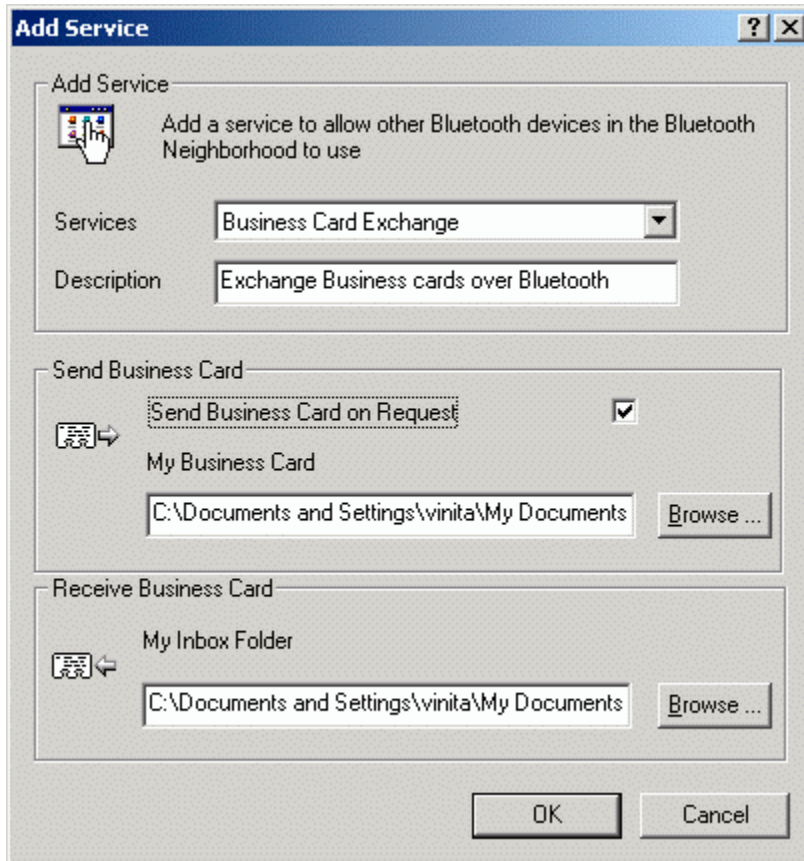 Add Service
Add Service
Add a service to allow other Bluetooth devices in the Bluetooth
Neighborhood to use
Services
Business Card Exchange
Description
Exchange Business cards over Bluetooth
Send Business Card
Send Business Card on Request
My Business Card
C:\Documents and Settings\vinita\My Documents
Browse ...
Receive Business Card
My Inbox Folder
C:\Documents and Settings\vinita\My Documents
Browse ...
OK
Cancel